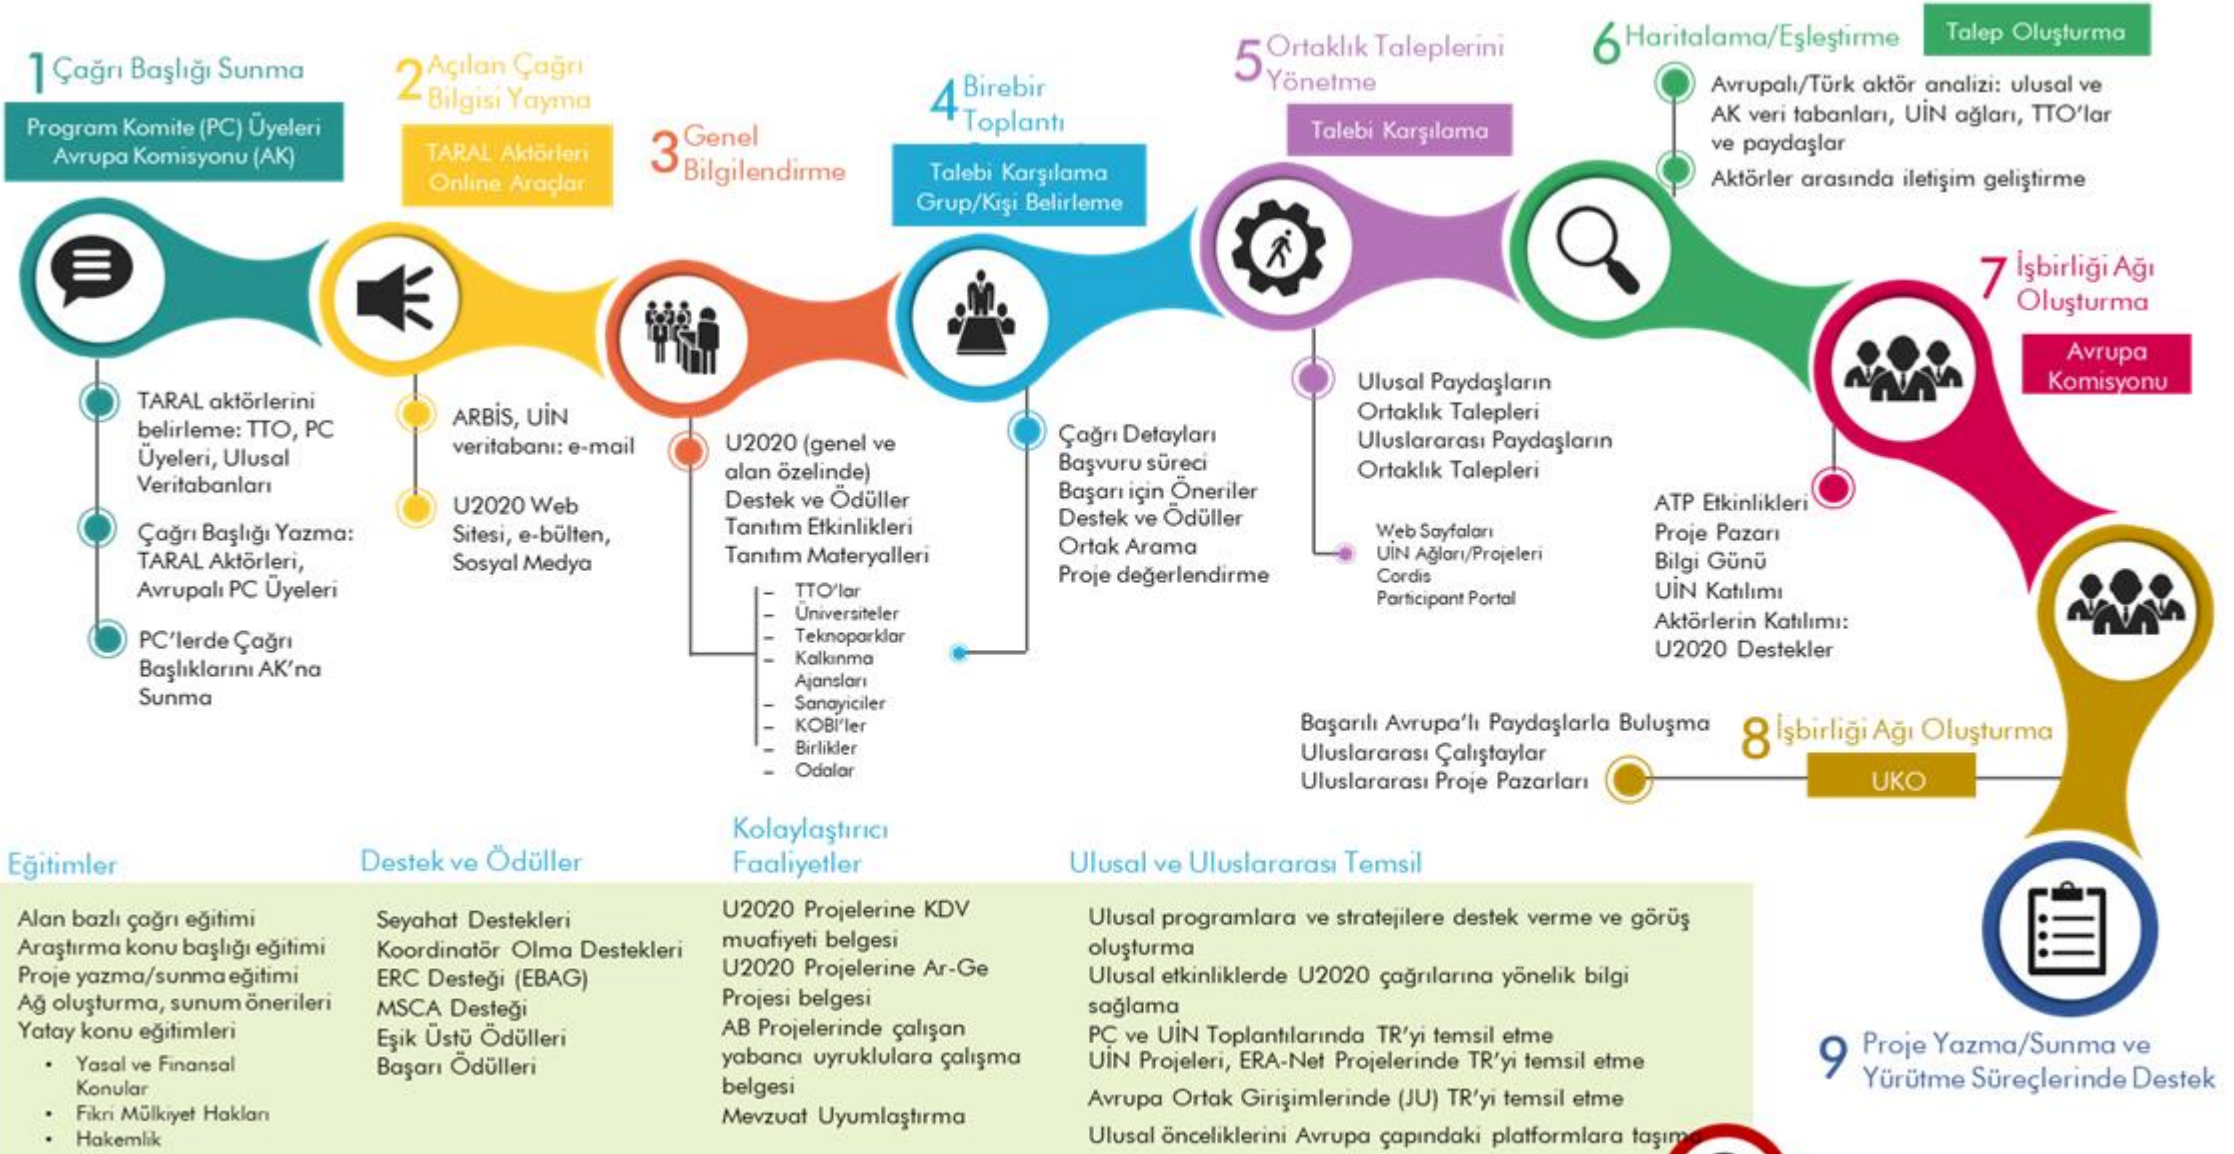 1 Çağrı Başlığı Sunma
Program Komite (PC) Üyeleri
Avrupa Komisyonu (AK)
TARAL aktörlerini
belirleme: TTO, PC
Üyeleri, Ulusal
Veritabanları
Çağrı Başlığı Yazma:
TARAL Aktörleri,
Avrupalı PC Üyeleri
PC'lerde Çağrı
Başlıklarını AK'na
Sunma
2 Açılan Çağrı
Bilgisi Yayma
TARAL Aktörleri
Online Araçlar
ARBİS, UİN
veritabanı: e-mail
U2020 Web
Sitesi, e-bülten,
Sosyal Medya
3 Genel
Bilgilendirme
U2020 (genel ve
alan özelinde)
Destek ve Ödüller
Tanıtım Etkinlikleri
Tanıtım Materyalleri
– TTO'lar
– Üniversiteler
– Teknoparklar
– Kalkınma
Ajansları
– Sanayiciler
– KOBİ'ler
– Birlikler
– Odalar
4 Birebir
Toplantı
Talebi Karşılama
Grup/Kişi Belirleme
Çağrı Detayları
Başvuru süreci
Başarı için Öneriler
Destek ve Ödüller
Ortak Arama
Proje değerlendirme
5 Ortaklık Taleplerini
Yönetme
Talebi Karşılama
Ulusal Paydaşların
Ortaklık Talepleri
Uluslararası Paydaşların
Ortaklık Talepleri
Web Sayfaları
UİN Ağları/Projeleri
Cordis
Participant Portal
6 Haritalama/Eşleştirme
Talep Oluşturma
Avrupalı/Türk aktör analizi: ulusal ve
AK veri tabanları, UİN ağları, TTO'lar
ve paydaşlar
Aktörler arasında iletişim geliştirme
7 İşbirliği Ağı
Oluşturma
Avrupa
Komisyonu
ATP Etkinlikleri
Proje Pazarı
Bilgi Günü
UİN Katılımı
Aktörlerin Katılımı:
U2020 Destekler
8 İşbirliği Ağı Oluşturma
UKO
Başarılı Avrupa'lı Paydaşlarla Buluşma
Uluslararası Çalıştaylar
Uluslararası Proje Pazarları
9 Proje Yazma/Sunma ve
Yürütme Süreçlerinde Destek
Eğitimler
Alan bazlı çağrı eğitimi
Araştırma konu başlığı eğitimi
Proje yazma/sunma eğitimi
Ağ oluşturma, sunum önerileri
Yatay konu eğitimleri
• Yasal ve Finansal
Konular
• Fikri Mülkiyet Hakları
• Hakemlik
Destek ve Ödüller
Seyahat Destekleri
Koordinatör Olma Destekleri
ERC Desteği (EBAG)
MSCA Desteği
Eşik Üstü Ödülleri
Başarı Ödülleri
Kolaylaştırıcı
Faaliyetler
U2020 Projelerine KDV
muafiyeti belgesi
U2020 Projelerine Ar-Ge
Projesi belgesi
AB Projelerinde çalışan
yabancı uyruklulara çalışma
belgesi
Mevzuat Uyumlaştırma
Ulusal ve Uluslararası Temsil
Ulusal programlara ve stratejilere destek verme ve görüş
oluşturma
Ulusal etkinliklerde U2020 çağrılarına yönelik bilgi
sağlama
PC ve UİN Toplantılarında TR'yi temsil etme
UİN Projeleri, ERA-Net Projelerinde TR'yi temsil etme
Avrupa Ortak Girişimlerinde (JU) TR'yi temsil etme
Ulusal önceliklerini Avrupa çapındaki platformlara taşıma